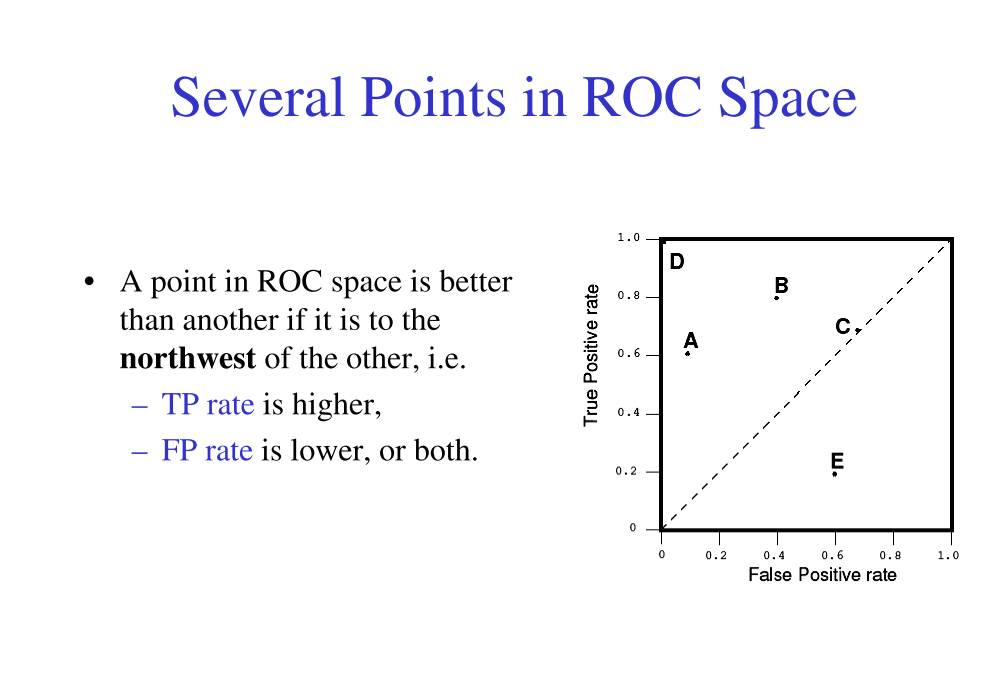 Several Points in ROC Space
• A point in ROC space is better
than another if it is to the
northwest of the other, i.e.
– TP rate is higher,
– FP rate is lower, or both.
True Positive rate
1.0
0.8
0.6
0.4
0.2
0
D
B
C
A
E
0 0.2 0.4 0.6 0.8 1.0
False Positive rate